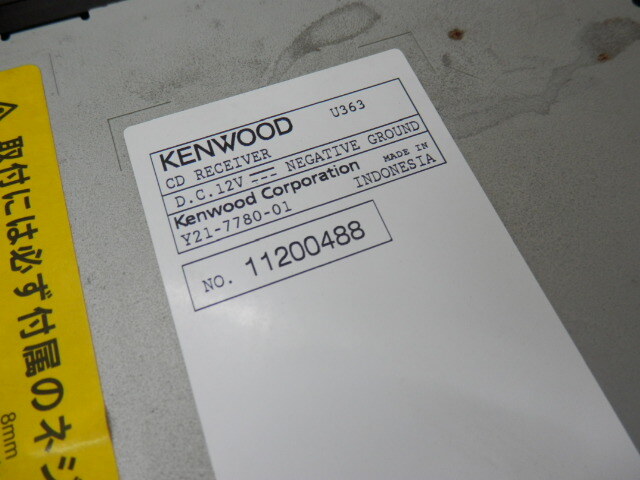 KENWOOD U363
CD RECEIVER
D.C.12V NEGATIVE GROUND
Kenwood Corporation MADE IN
Y21-7780-01 INDONESIA
NO. 11200488
取付には必ず付属のネジ
8mm